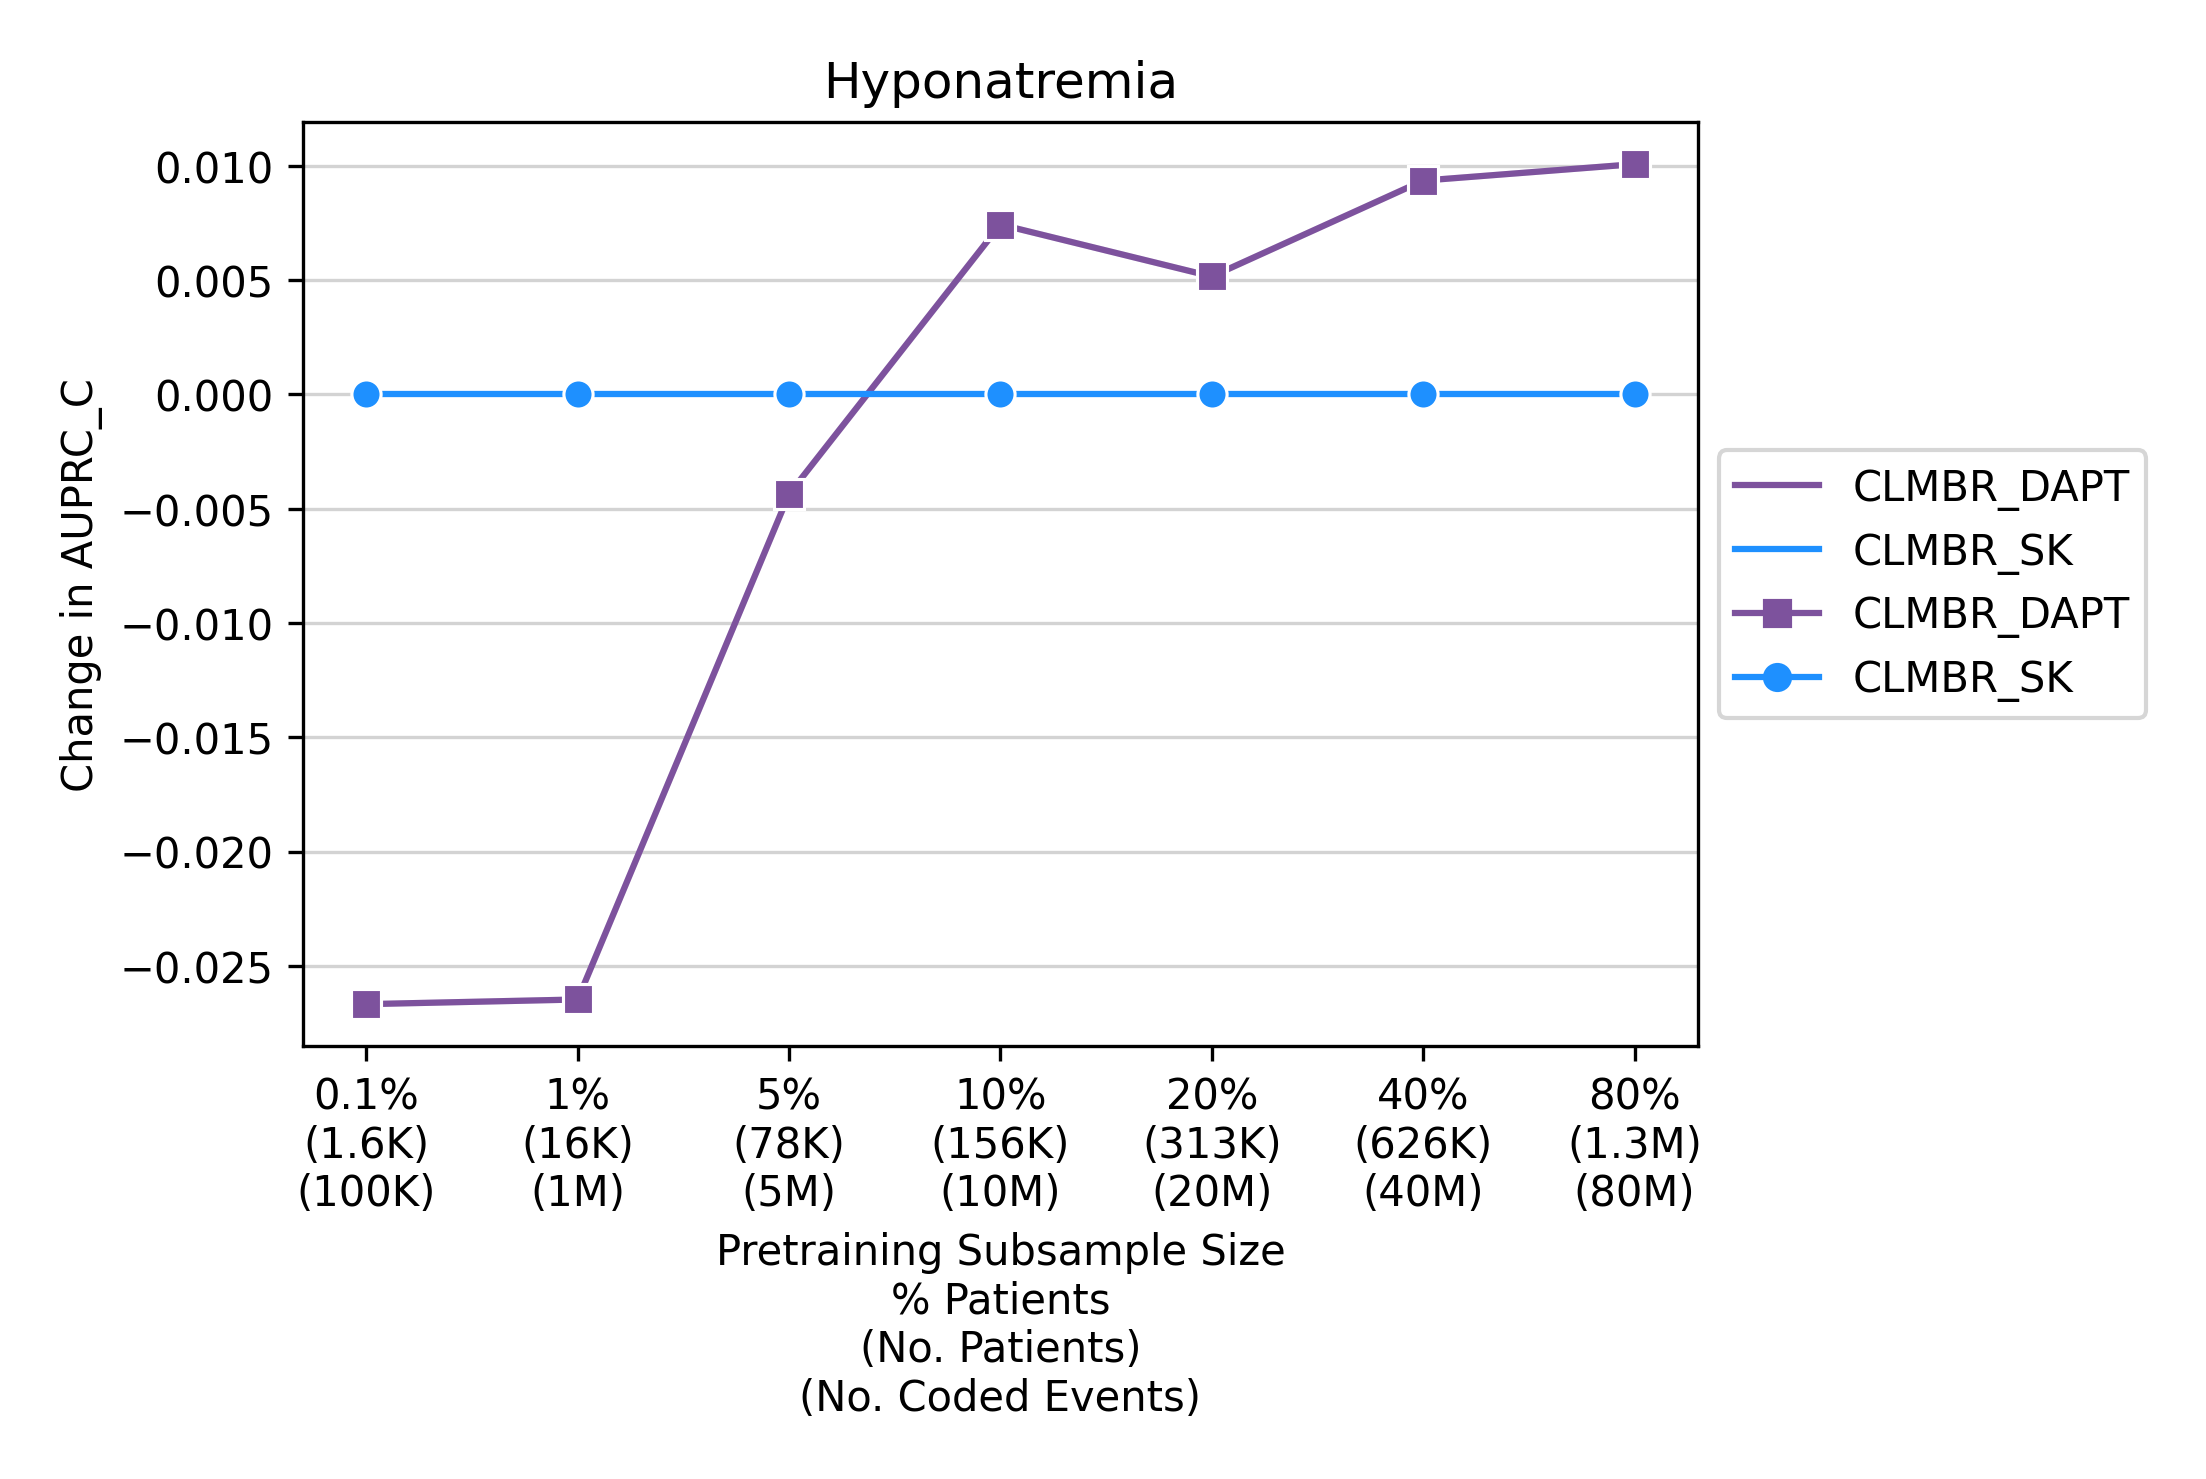 Hyponatremia
Change in AUPRC_C
0.010
0.005
0.000
−0.005
−0.010
−0.015
−0.020
−0.025
0.1% 1% 5% 10% 20% 40% 80%
(1.6K) (16K) (78K) (156K) (313K) (626K) (1.3M)
(100K) (1M) (5M) (10M) (20M) (40M) (80M)
Pretraining Subsample Size
% Patients
(No. Patients)
(No. Coded Events)
CLMBR_DAPT
CLMBR_SK
CLMBR_DAPT
CLMBR_SK